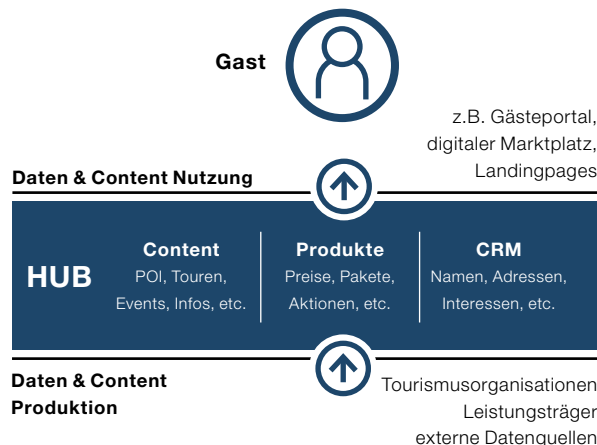 Gast
z.B. Gästeportal,
digitaler Marktplatz,
Landingpages
Daten & Content Nutzung
HUB
Content
POI, Touren,
Events, Infos, etc.
Produkte
Preise, Pakete,
Aktionen, etc.
CRM
Namen, Adressen,
Interessen, etc.
Daten & Content
Produktion
Tourismusorganisationen
Leistungsträger
externe Datenquellen